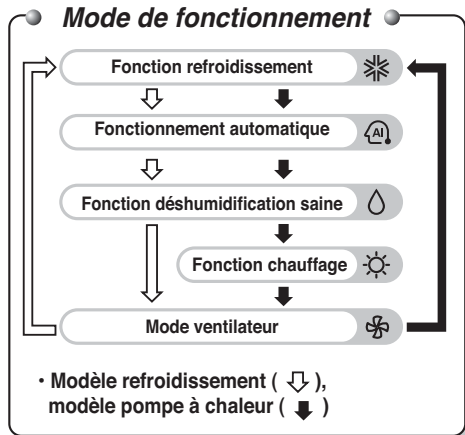 Mode de fonctionnement
Fonction refroidissement
Fonctionnement automatique
AI
Fonction déshumidification saine
Fonction chauffage
Mode ventilateur
• Modèle refroidissement ( ⇩ ),
modèle pompe à chaleur ( ⬇ )